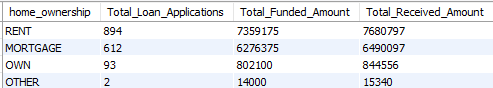 home_ownership Total_Loan_Applications Total_Funded_Amount Total_Received_Amount
RENT 894 7359175 7680797
MORTGAGE 612 6276375 6490097
OWN 93 802100 844556
OTHER 2 14000 15340